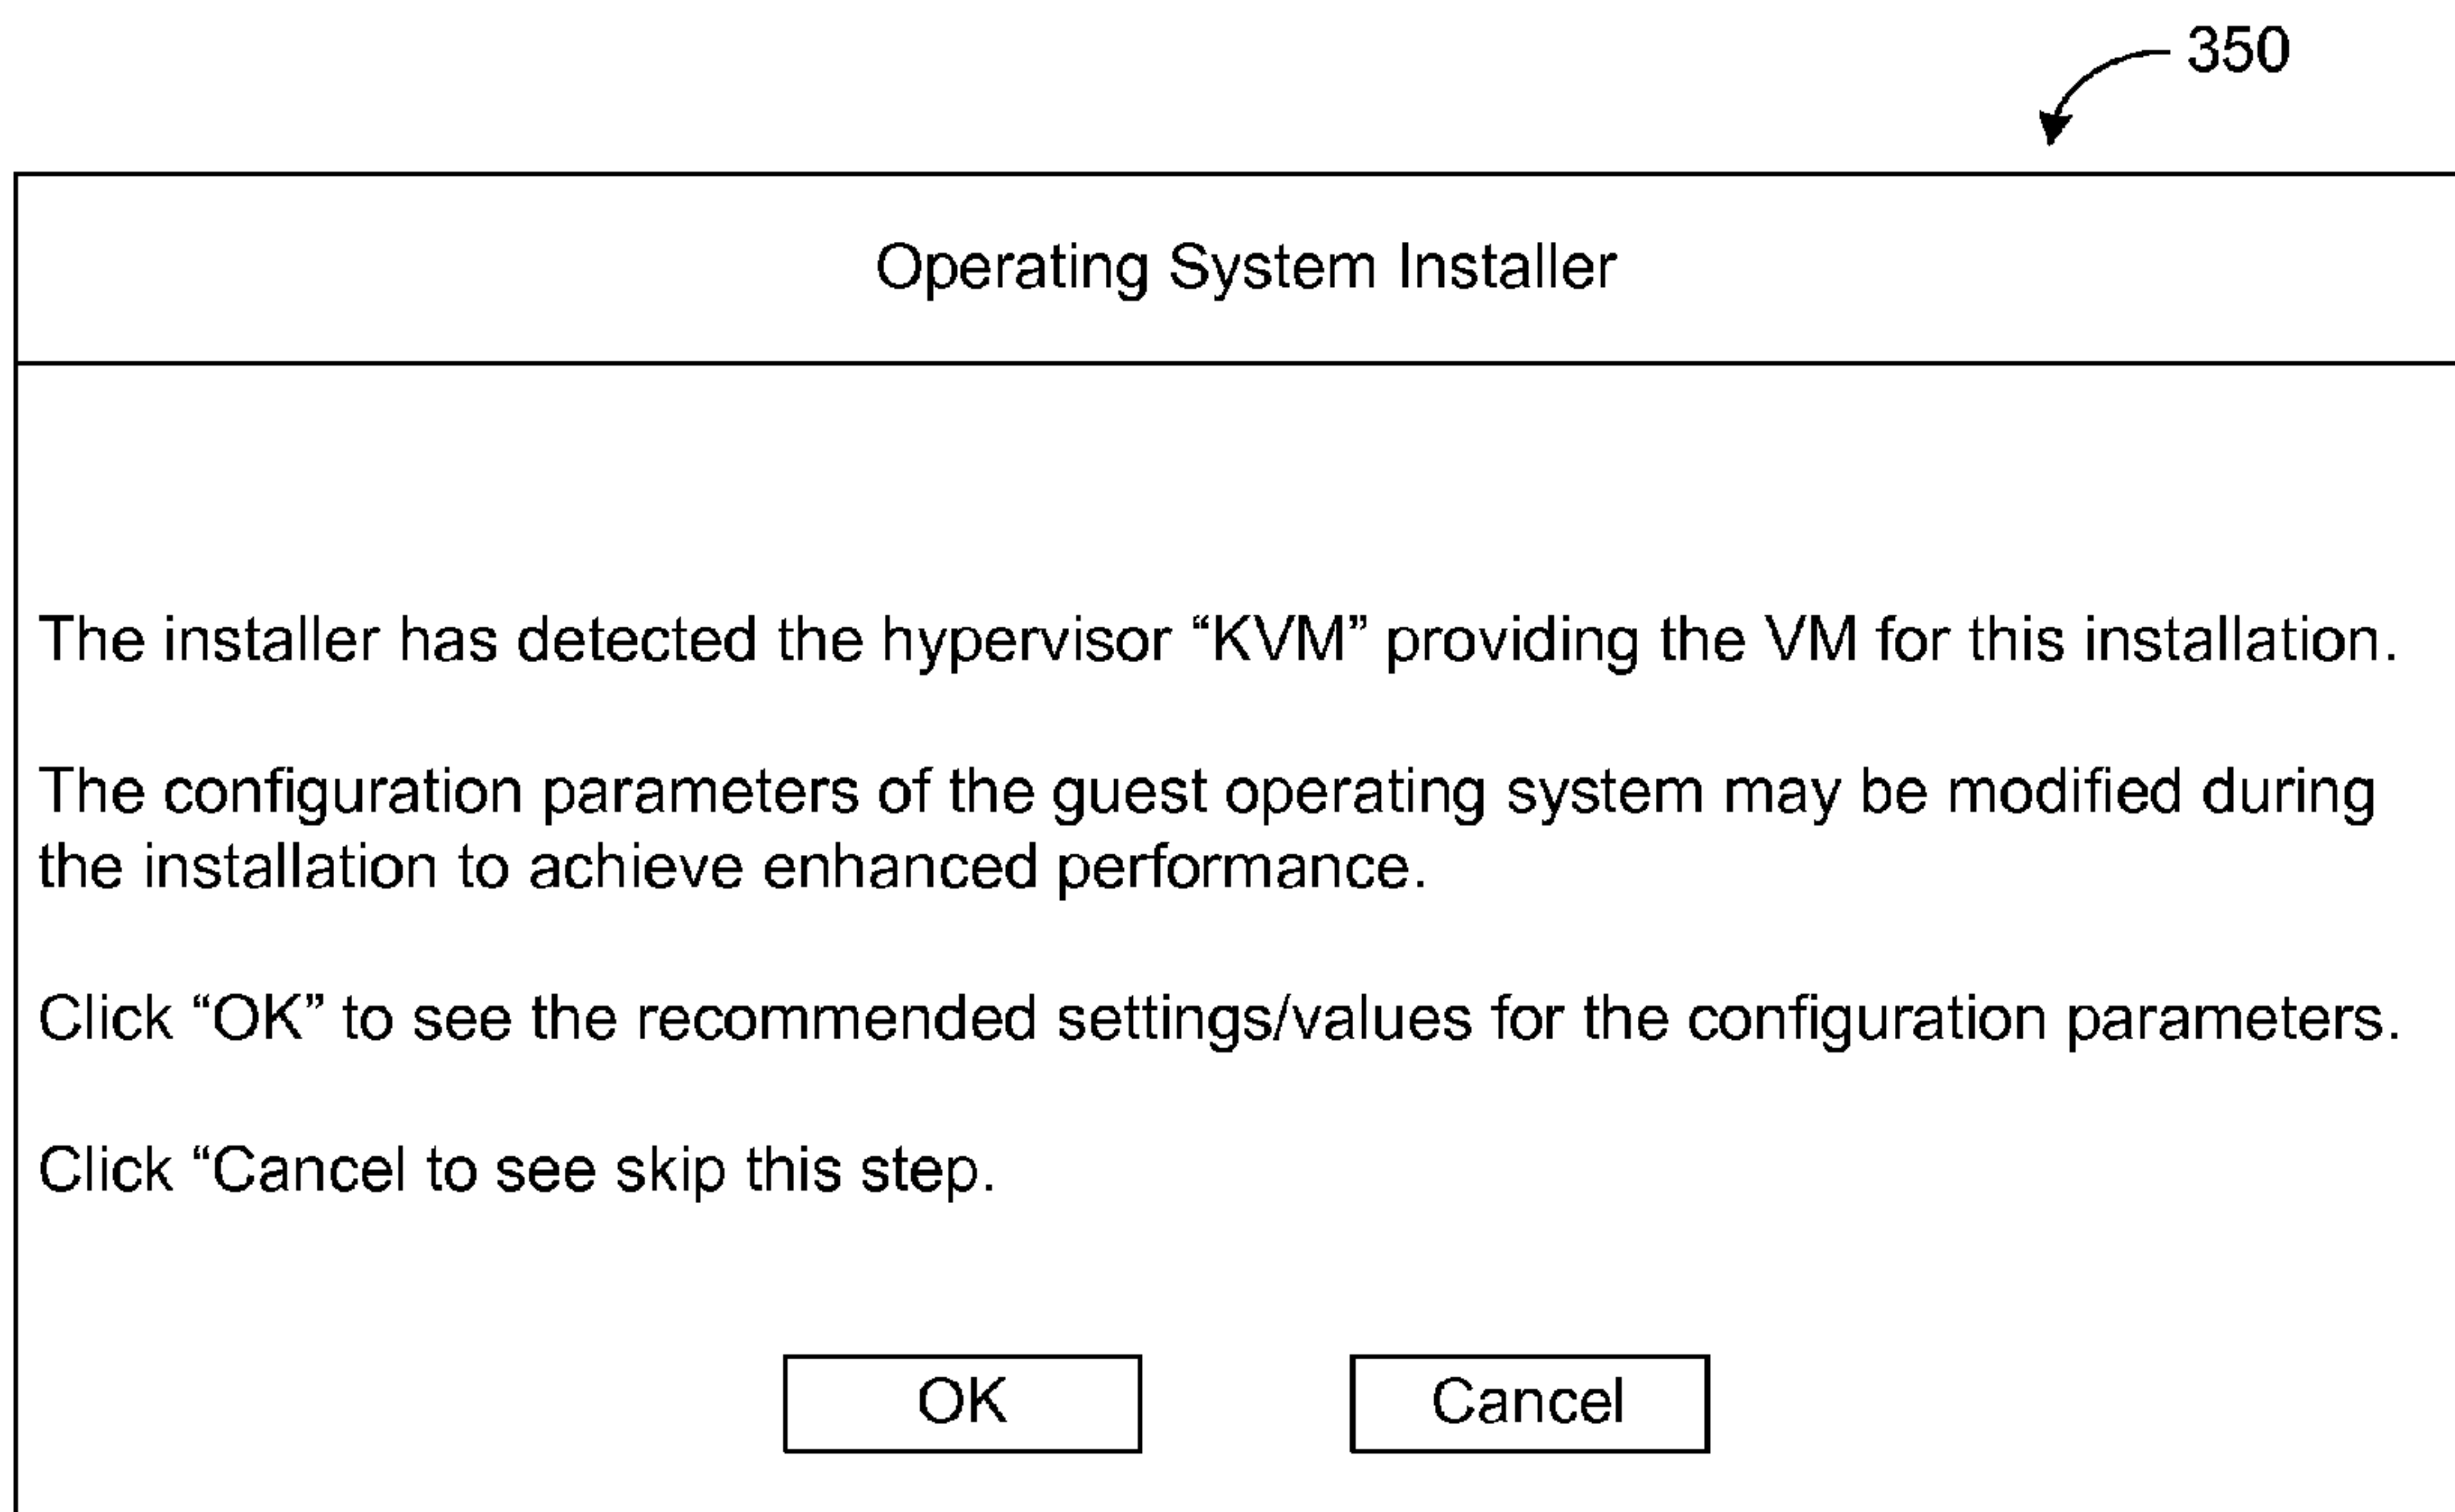 350
Operating System Installer
The installer has detected the hypervisor “KVM” providing the VM for this installation.
The configuration parameters of the guest operating system may be modified during
the installation to achieve enhanced performance.
Click “OK” to see the recommended settings/values for the configuration parameters.
Click “Cancel to see skip this step.
OK
Cancel